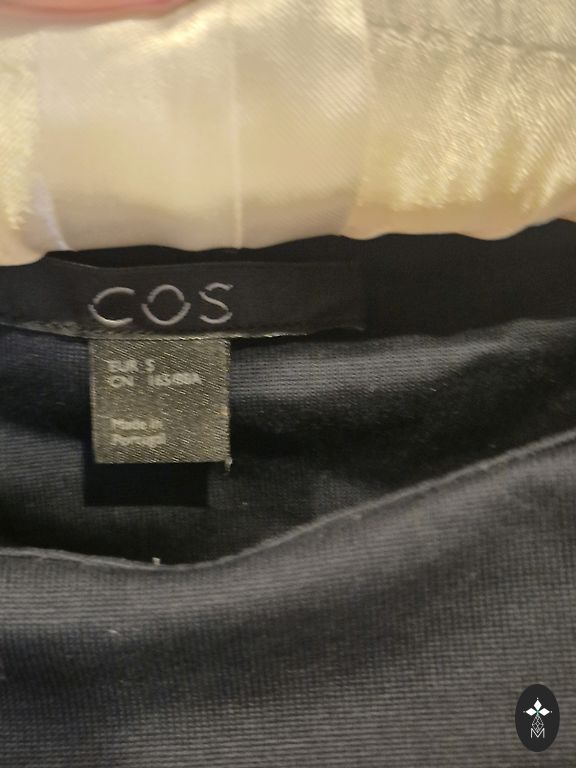 COS
EUR S
CN 165/88A
Made in
Portugal
M